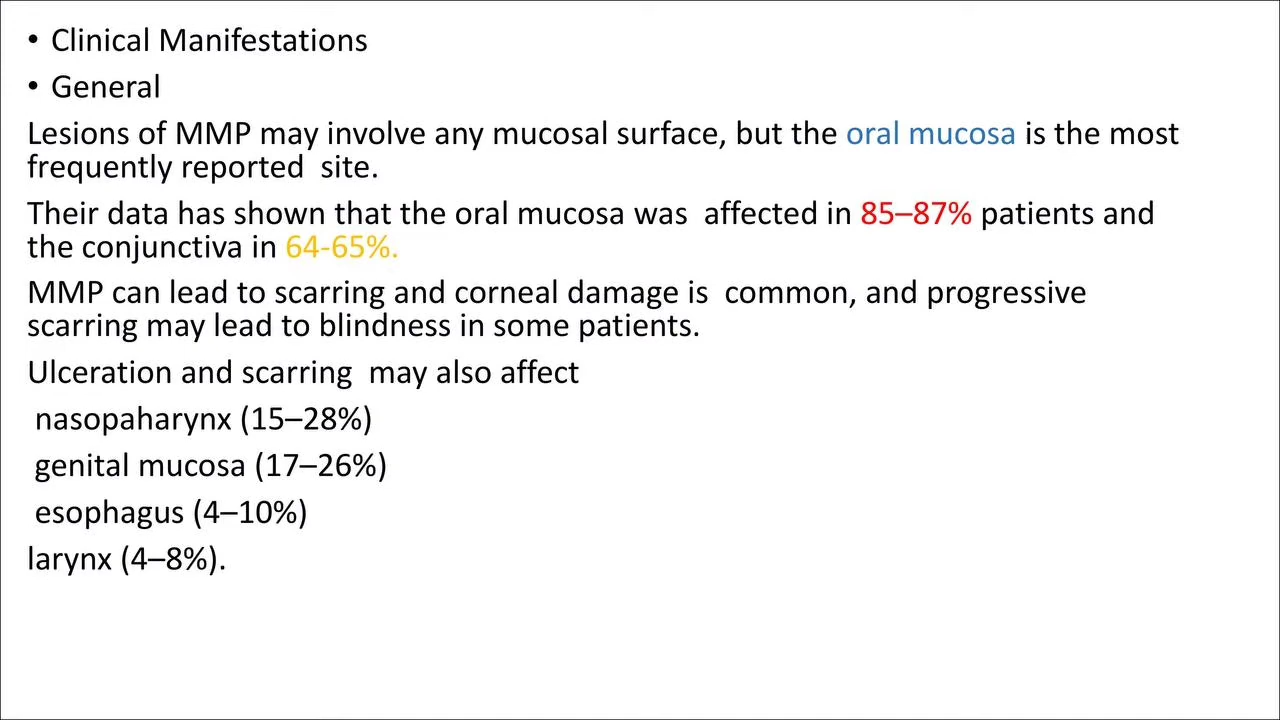 • Clinical Manifestations
• General
Lesions of MMP may involve any mucosal surface, but the oral mucosa is the most
frequently reported  site.
Their data has shown that the oral mucosa was  affected in 85–87% patients and
the conjunctiva in 64-65%.
MMP can lead to scarring and corneal damage is  common, and progressive
scarring may lead to blindness in some patients.
Ulceration and scarring  may also affect
nasopaharynx (15–28%)
genital mucosa (17–26%)
esophagus (4–10%)
larynx (4–8%).